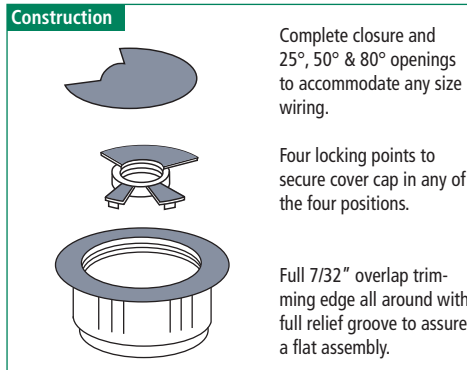 Construction
Complete closure and
25°, 50° & 80° openings
to accommodate any size
wiring.
Four locking points to
secure cover cap in any of
the four positions.
Full 7/32" overlap trim-
ming edge all around with
full relief groove to assure
a flat assembly.